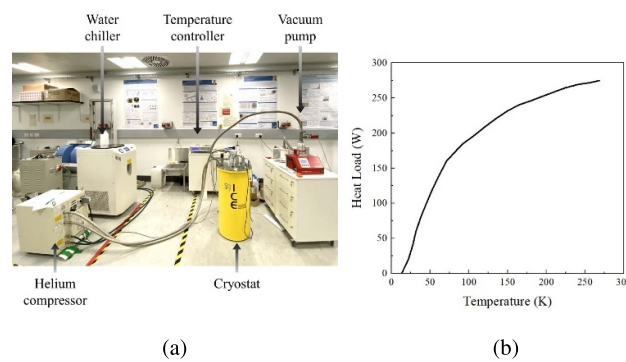 Water
chiller
Temperature
controller
Vacuum
pump
ICE
Helium
compressor
Cryostat
(a)
300
250
200
150
100
50
0
Heat Load (W)
0 50 100 150 200 250 30
Temperature (K)
(b)